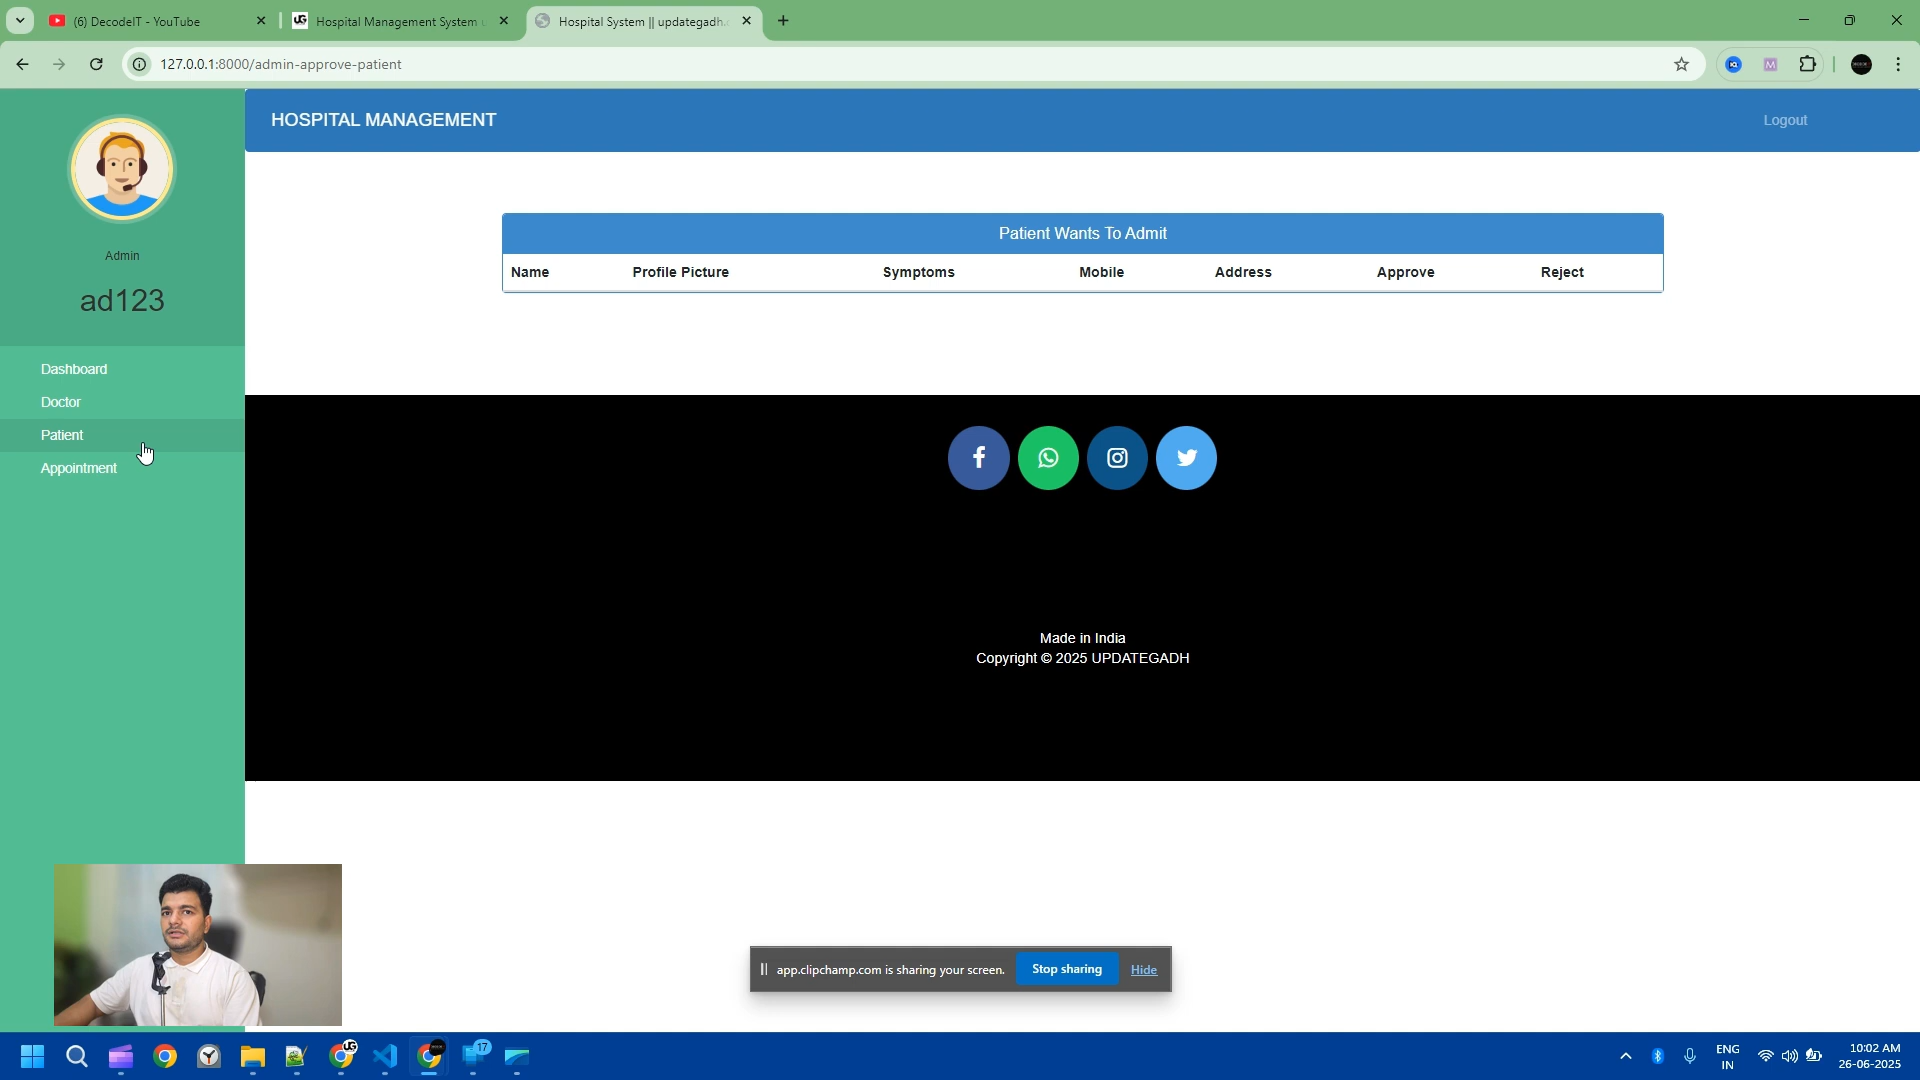 (6) DecodeIT - YouTube
Hospital Management System u
Hospital System || updategadh.c
127.0.0.1:8000/admin-approve-patient
HOSPITAL MANAGEMENT
Logout
Admin
ad123
Dashboard
Doctor
Patient
Appointment
Patient Wants To Admit
Name Profile Picture Symptoms Mobile Address Approve Reject
Made in India
Copyright © 2025 UPDATEGADH
app.clipchamp.com is sharing your screen. Stop sharing Hide
17
UG
ENG
IN
10:02 AM
26-06-2025